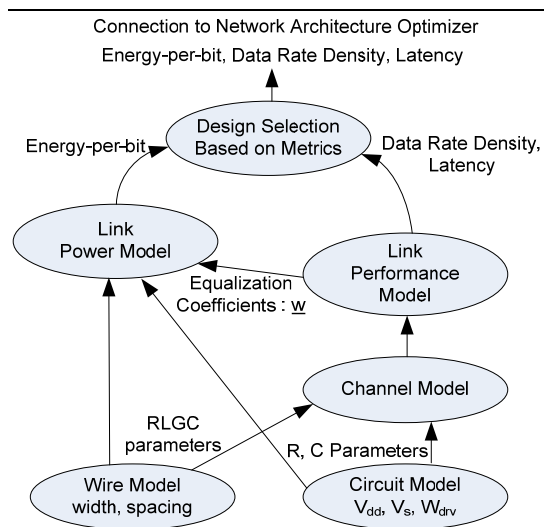 Connection to Network Architecture Optimizer
Energy-per-bit, Data Rate Density, Latency
Design Selection
Based on Metrics
Energy-per-bit
Data Rate Density,
Latency
Link
Power Model
Link
Performance
Model
Equalization
Coefficients : w
Channel Model
RLGC
parameters
R, C Parameters
Wire Model
width, spacing
Circuit Model
Vdd, Vs, Wdrv